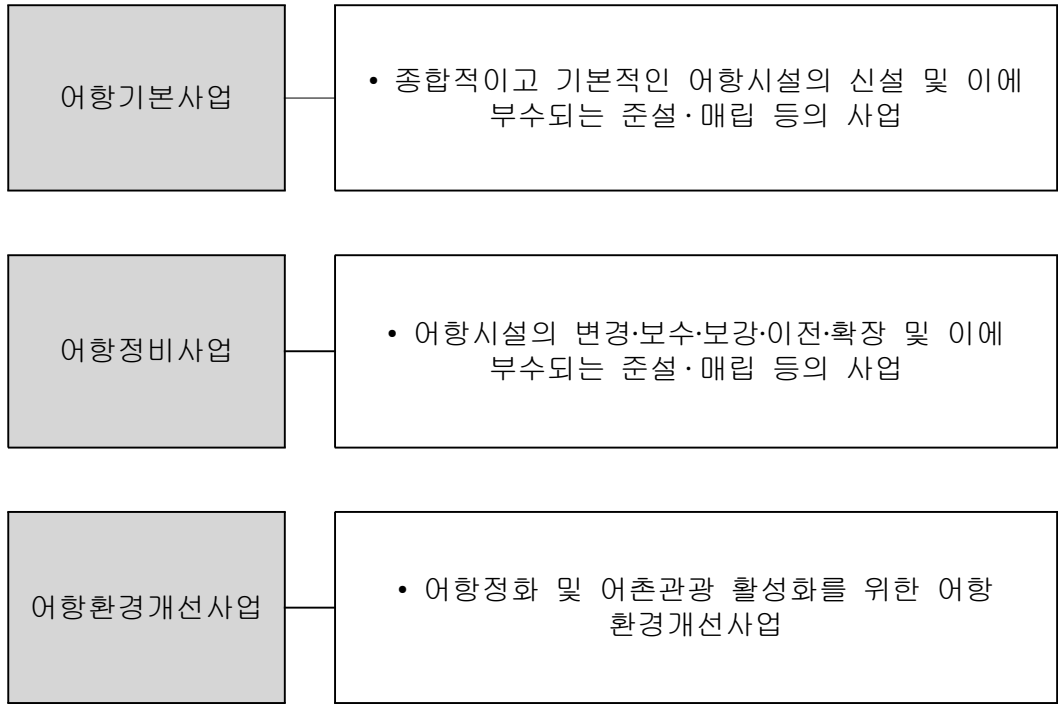 어항기본사업
• 종합적이고 기본적인 어항시설의 신설 및 이에
부수되는 준설·매립 등의 사업
어항정비사업
• 어항시설의 변경·보수·보강·이전·확장 및 이에
부수되는 준설·매립 등의 사업
어항환경개선사업
• 어항정화 및 어촌관광 활성화를 위한 어항
환경개선사업